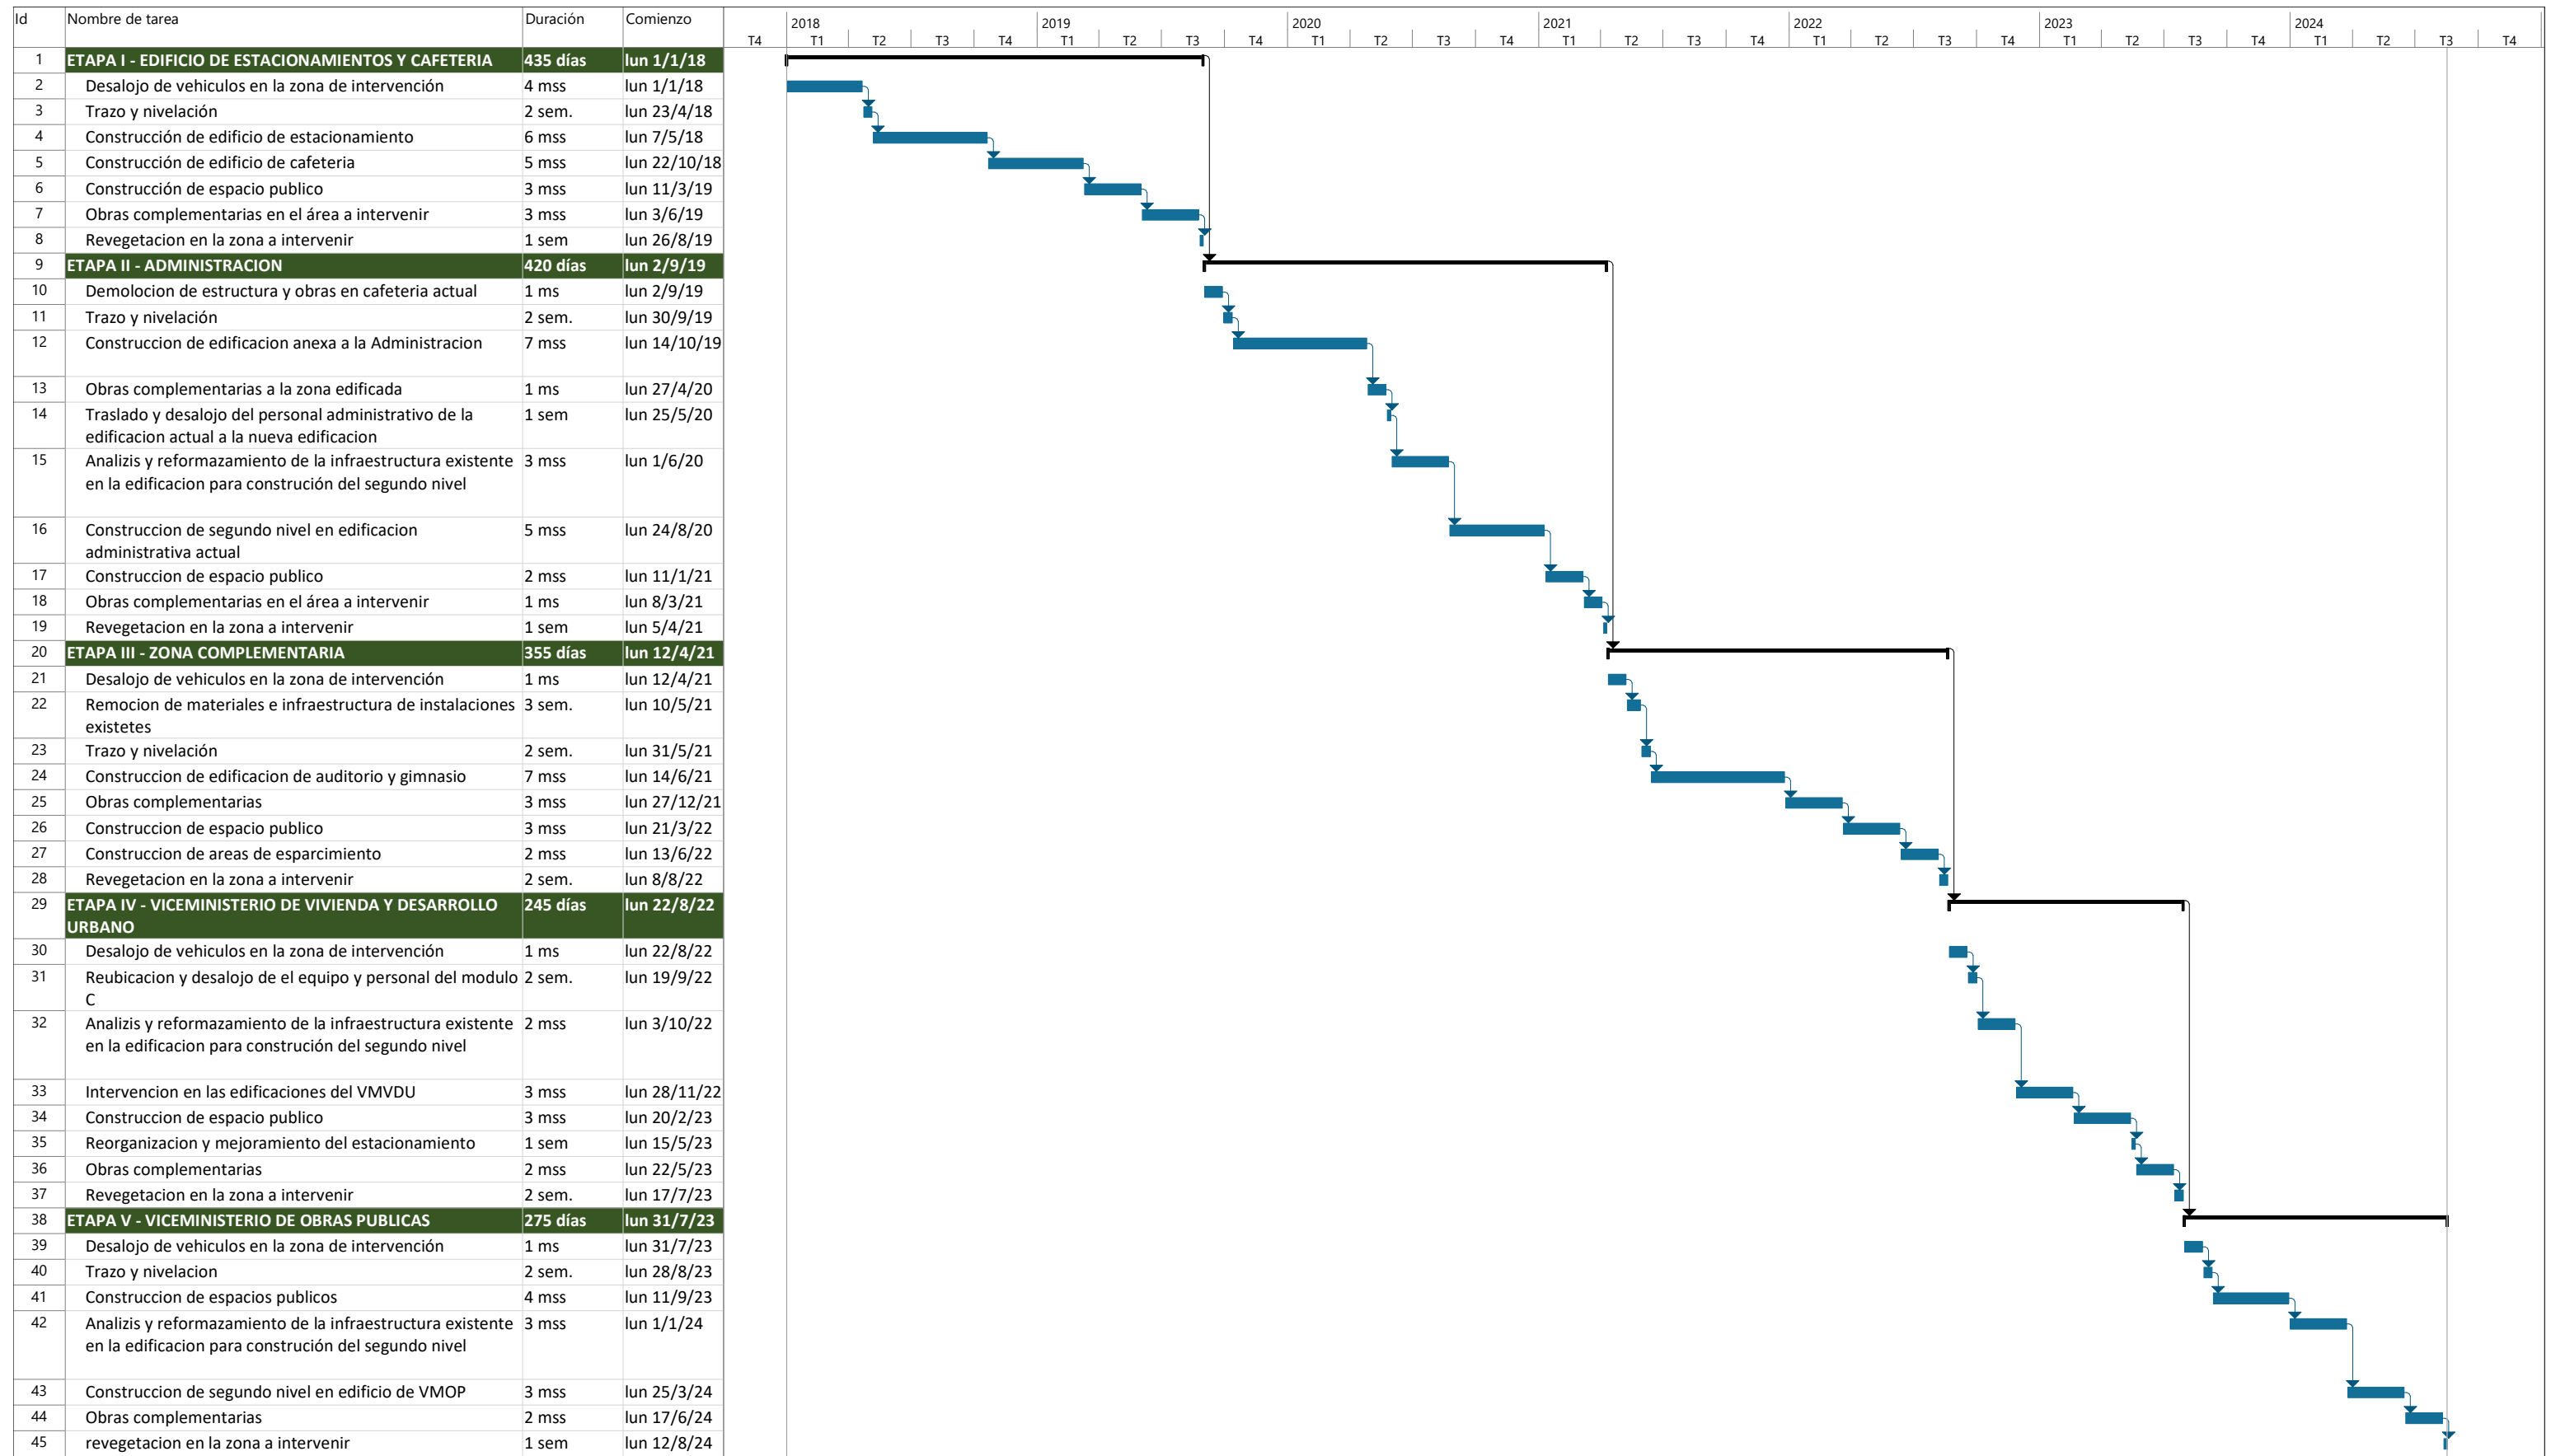 Id Nombre de tarea Duración Comienzo 2018 2019 2020 2021 2022 2023 2024
T4 T1 T2 T3 T4 T1 T2 T3 T4 T1 T2 T3 T4 T1 T2 T3 T4 T1 T2 T3 T4 T1 T2 T3 T4 T1 T2 T3 T4
1 ETAPA I - EDIFICIO DE ESTACIONAMIENTOS Y CAFETERIA 435 días lun 1/1/18
2 Desalojo de vehiculos en la zona de intervención 4 mss lun 1/1/18
3 Trazo y nivelación 2 sem. lun 23/4/18
4 Construcción de edificio de estacionamiento 6 mss lun 7/5/18
5 Construcción de edificio de cafeteria 5 mss lun 22/10/18
6 Construcción de espacio publico 3 mss lun 11/3/19
7 Obras complementarias en el área a intervenir 3 mss lun 3/6/19
8 Revegetacion en la zona a intervenir 1 sem lun 26/8/19
9 ETAPA II - ADMINISTRACION 420 días lun 2/9/19
10 Demolocion de estructura y obras en cafeteria actual 1 ms lun 2/9/19
11 Trazo y nivelación 2 sem. lun 30/9/19
12 Construccion de edificacion anexa a la Administracion 7 mss lun 14/10/19
13 Obras complementarias a la zona edificada 1 ms lun 27/4/20
14 Traslado y desalojo del personal administrativo de la 1 sem lun 25/5/20
edificacion actual a la nueva edificacion
15 Analizis y reformazamiento de la infraestructura existente 3 mss lun 1/6/20
en la edificacion para construción del segundo nivel
16 Construccion de segundo nivel en edificacion 5 mss lun 24/8/20
administrativa actual
17 Construccion de espacio publico 2 mss lun 11/1/21
18 Obras complementarias en el área a intervenir 1 ms lun 8/3/21
19 Revegetacion en la zona a intervenir 1 sem lun 5/4/21
20 ETAPA III - ZONA COMPLEMENTARIA 355 días lun 12/4/21
21 Desalojo de vehiculos en la zona de intervención 1 ms lun 12/4/21
22 Remocion de materiales e infraestructura de instalaciones 3 sem. lun 10/5/21
existetes
23 Trazo y nivelación 2 sem. lun 31/5/21
24 Construccion de edificacion de auditorio y gimnasio 7 mss lun 14/6/21
25 Obras complementarias 3 mss lun 27/12/21
26 Construccion de espacio publico 3 mss lun 21/3/22
27 Construccion de areas de esparcimiento 2 mss lun 13/6/22
28 Revegetacion en la zona a intervenir 2 sem. lun 8/8/22
29 ETAPA IV - VICEMINISTERIO DE VIVIENDA Y DESARROLLO 245 días lun 22/8/22
URBANO
30 Desalojo de vehiculos en la zona de intervención 1 ms lun 22/8/22
31 Reubicacion y desalojo de el equipo y personal del modulo 2 sem. lun 19/9/22
C
32 Analizis y reformazamiento de la infraestructura existente 2 mss lun 3/10/22
en la edificacion para construción del segundo nivel
33 Intervencion en las edificaciones del VMVDU 3 mss lun 28/11/22
34 Construccion de espacio publico 3 mss lun 20/2/23
35 Reorganizacion y mejoramiento del estacionamiento 1 sem lun 15/5/23
36 Obras complementarias 2 mss lun 22/5/23
37 Revegetacion en la zona a intervenir 2 sem. lun 17/7/23
38 ETAPA V - VICEMINISTERIO DE OBRAS PUBLICAS 275 días lun 31/7/23
39 Desalojo de vehiculos en la zona de intervención 1 ms lun 31/7/23
40 Trazo y nivelacion 2 sem. lun 28/8/23
41 Construccion de espacios publicos 4 mss lun 11/9/23
42 Analizis y reformazamiento de la infraestructura existente 3 mss lun 1/1/24
en la edificacion para construción del segundo nivel
43 Construccion de segundo nivel en edificio de VMOP 3 mss lun 25/3/24
44 Obras complementarias 2 mss lun 17/6/24
45 revegetacion en la zona a intervenir 1 sem lun 12/8/24